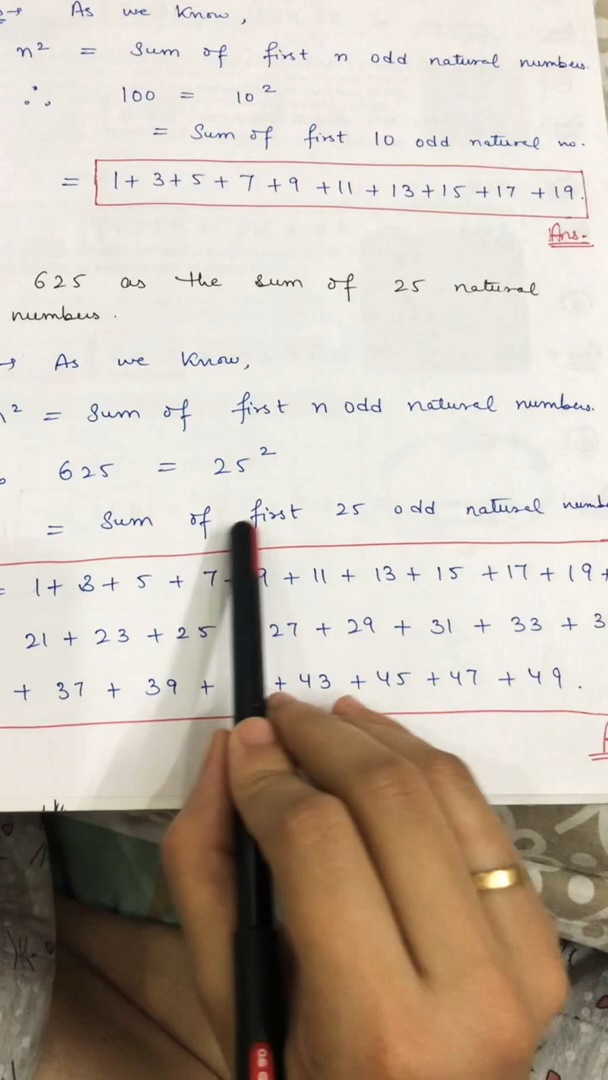 As we know,
n² = Sum of first n odd natural numbers.
∴ 100 = 10²
= Sum of first 10 odd natural no.
= 1+3+5+7+9+11+13+15+17+19.
Ans.
625 as the sum of 25 natural
numbers.
→ As we know,
² = Sum of first n odd natural numbers.
625 = 25²
= Sum of first 25 odd natural numb
= 1+3+5+7 9+11+13+15+17+19+
21+23+25 27+29+31+33+3
+37+39+ +43+45+47+49.